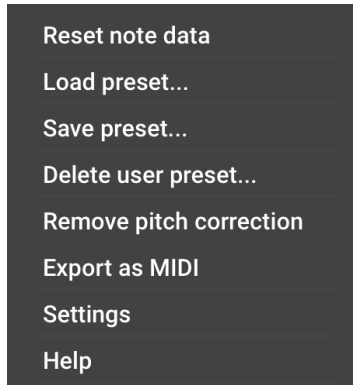 Reset note data
Load preset...
Save preset...
Delete user preset...
Remove pitch correction
Export as MIDI
Settings
Help